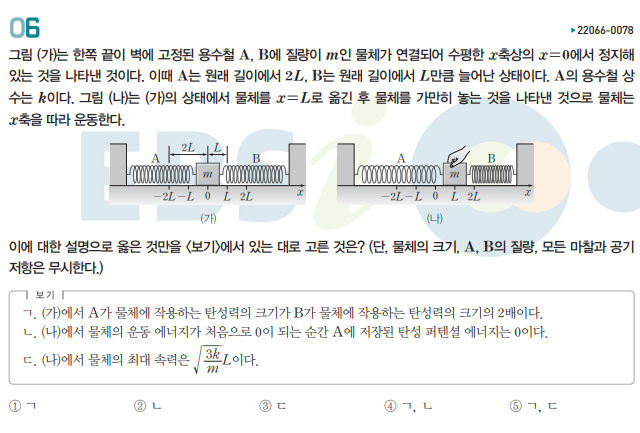 06
▶22066-0078
그림 (가)는 한쪽 끝이 벽에 고정된 용수철 A, B에 질량이 m인 물체가 연결되어 수평한 x축상의 x=0에서 정지해
있는 것을 나타낸 것이다. 이때 A는 원래 길이에서 2L, B는 원래 길이에서 L만큼 늘어난 상태이다. A의 용수철 상
수는 k이다. 그림 (나)는 (가)의 상태에서 물체를 x=L로 옮긴 후 물체를 가만히 놓는 것을 나타낸 것으로 물체는
x축을 따라 운동한다.
A 2L L B
m
-2L -L 0 L 2L x
(가)
A B
m
-2L -L 0 L 2L x
(나)
EBSi
이에 대한 설명으로 옳은 것만을 <보기>에서 있는 대로 고른 것은? (단, 물체의 크기, A, B의 질량, 모든 마찰과 공기
저항은 무시한다.)
보기
ㄱ. (가)에서 A가 물체에 작용하는 탄성력의 크기가 B가 물체에 작용하는 탄성력의 크기의 2배이다.
ㄴ. (나)에서 물체의 운동 에너지가 처음으로 0이 되는 순간 A에 저장된 탄성 퍼텐셜 에너지는 0이다.
ㄷ. (나)에서 물체의 최대 속력은 √(3k/m)L이다.
① ㄱ ② ㄴ ③ ㄷ ④ ㄱ, ㄴ ⑤ ㄱ, ㄷ